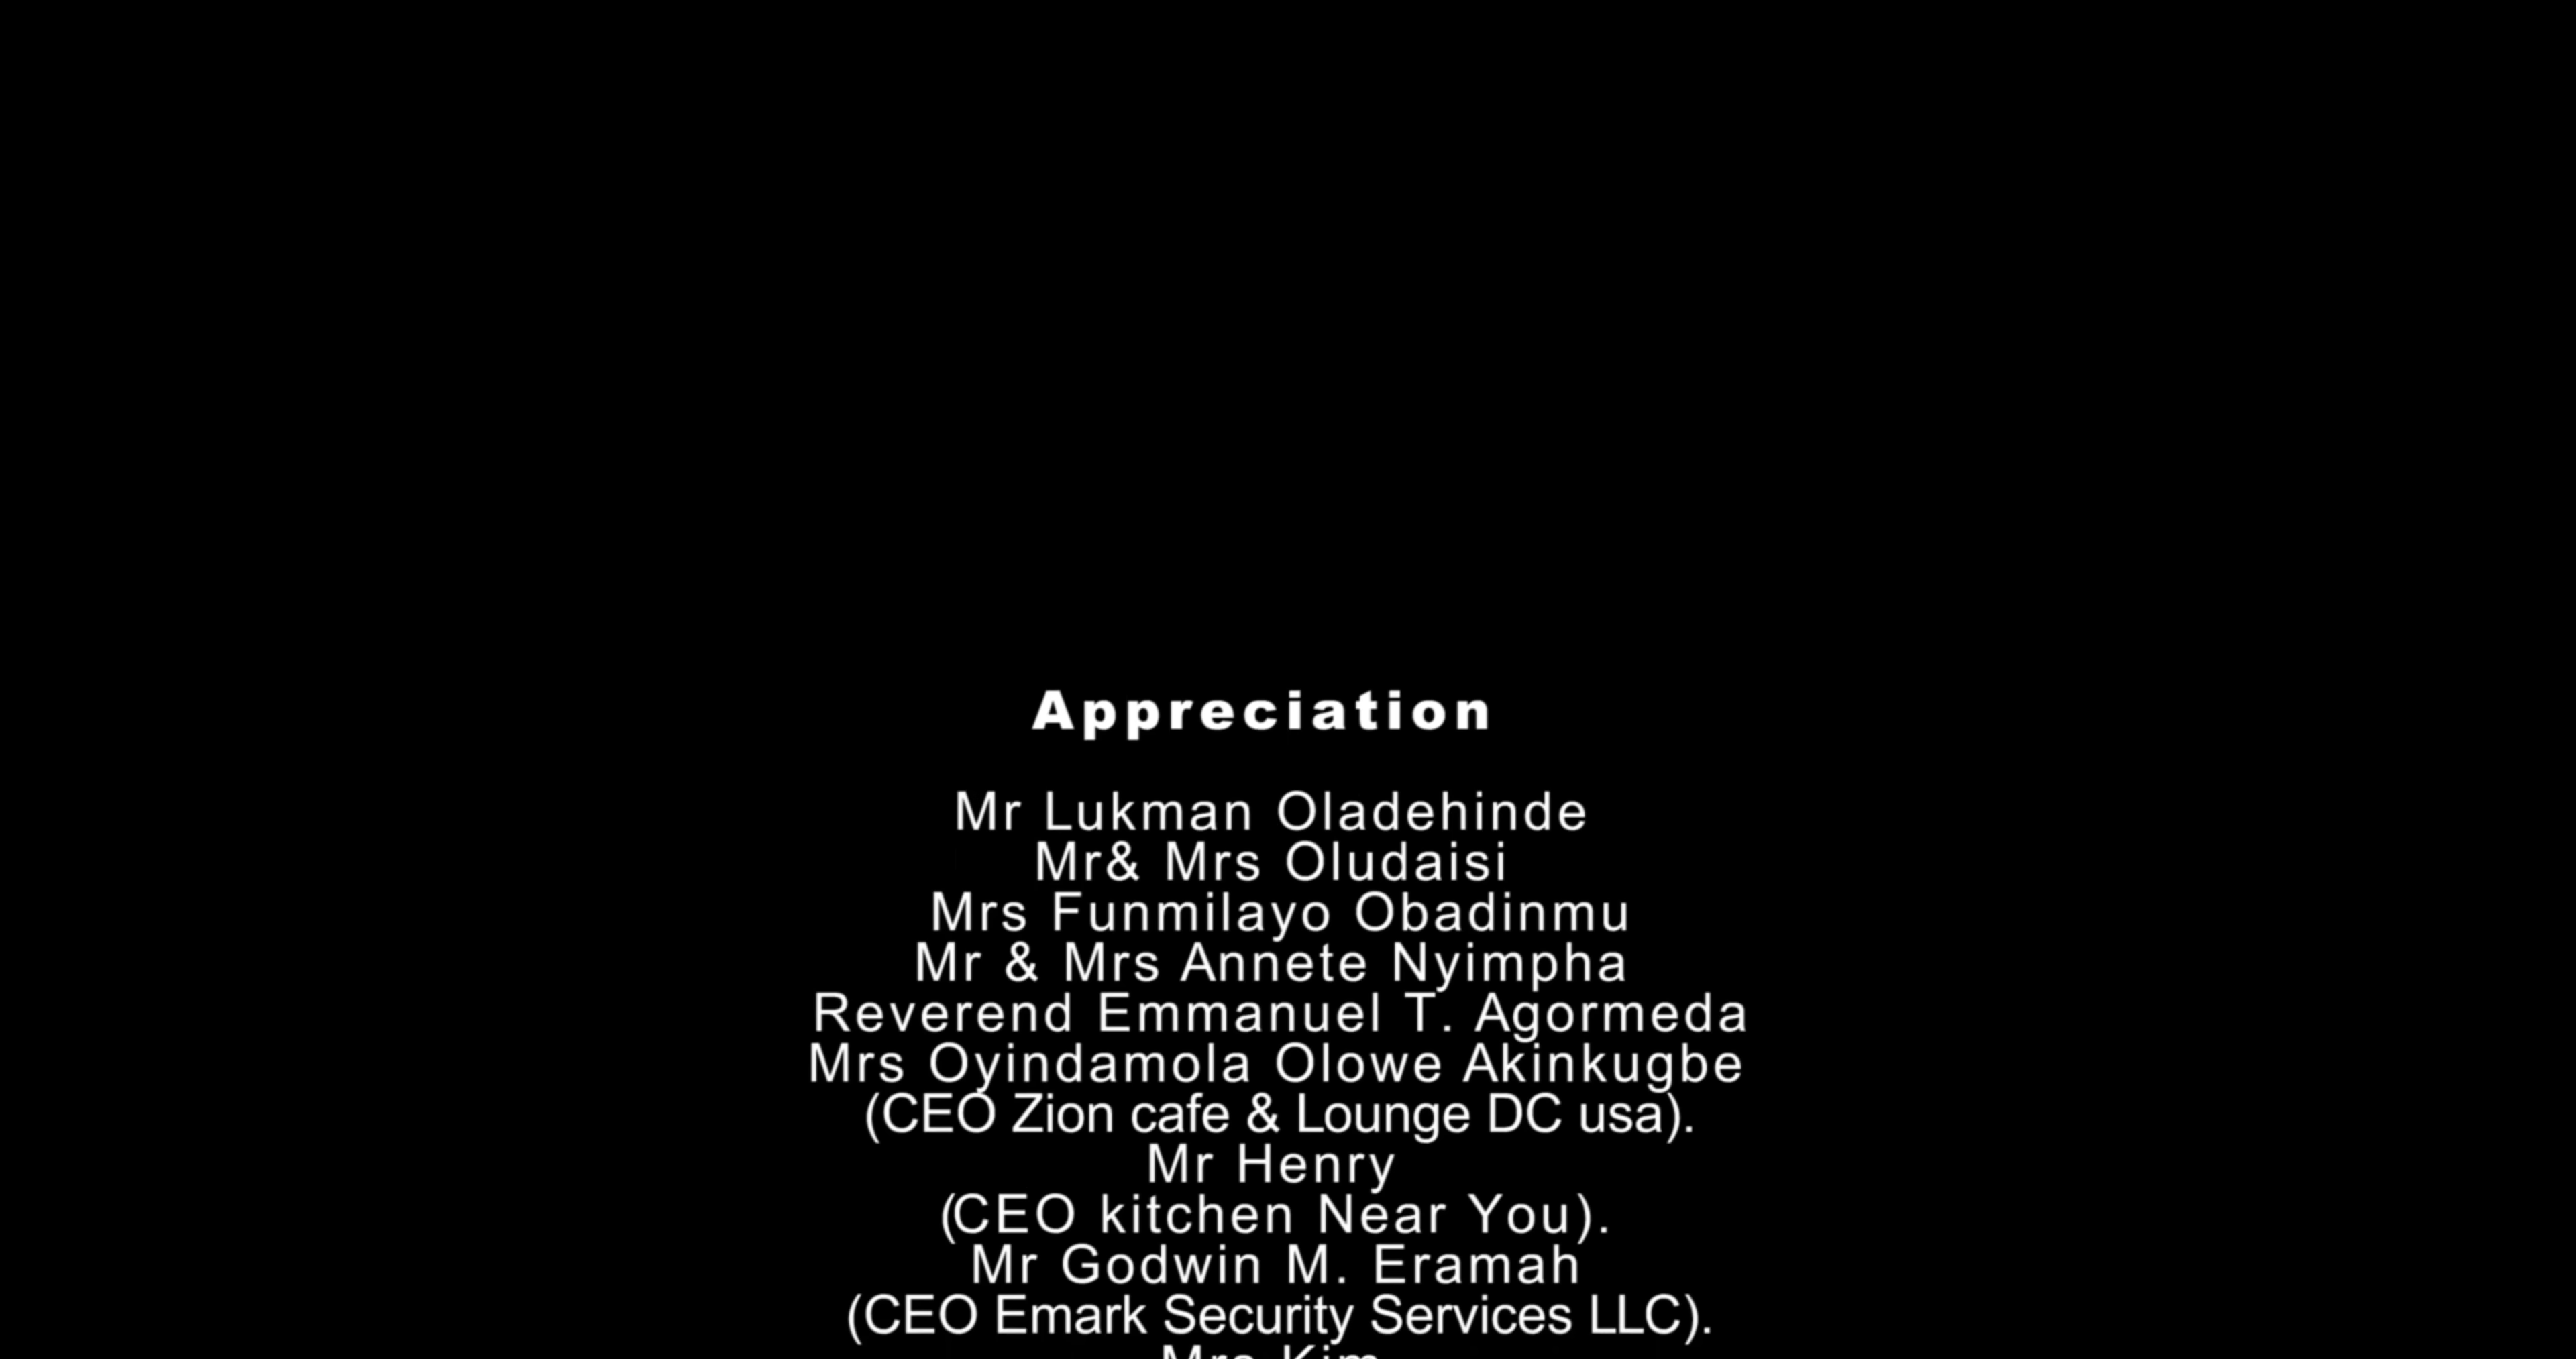 Appreciation
Mr Lukman Oladehinde
Mr& Mrs Oludaisi
Mrs Funmilayo Obadinmu
Mr & Mrs Annete Nyimpha
Reverend Emmanuel T. Agormeda
Mrs Oyindamola Olowe Akinkugbe
(CEO Zion cafe & Lounge DC usa).
Mr Henry
(CEO kitchen Near You).
Mr Godwin M. Eramah
(CEO Emark Security Services LLC).
Mrs Kim